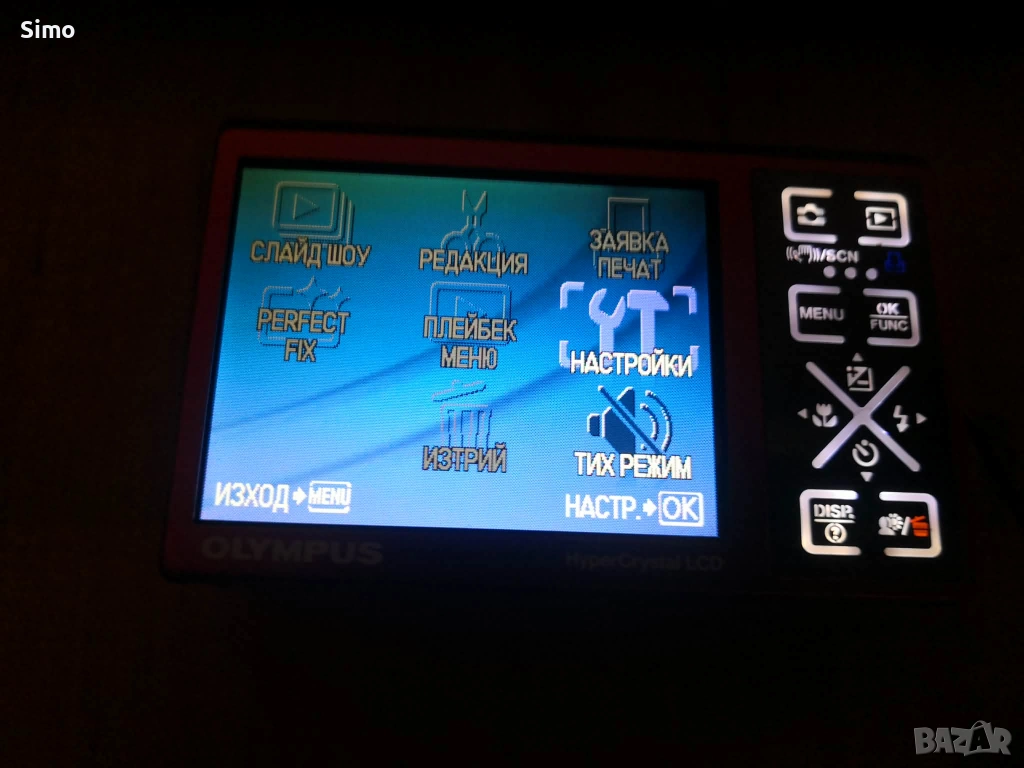 Simo
СЛАЙД ШОУ
РЕДАКЦИЯ
ЗАЯВКА
ПЕЧАТ
PERFECT
FIX
ПЛЕЙБЕК
МЕНЮ
НАСТРОЙКИ
ИЗТРИЙ
ТИХ РЕЖИМ
ИЗХОД MENU
НАСТР. OK
OLYMPUS
HyperCrystal LCD
/SCN
MENU
OK
FUNC
DISP.
?
BAZAR